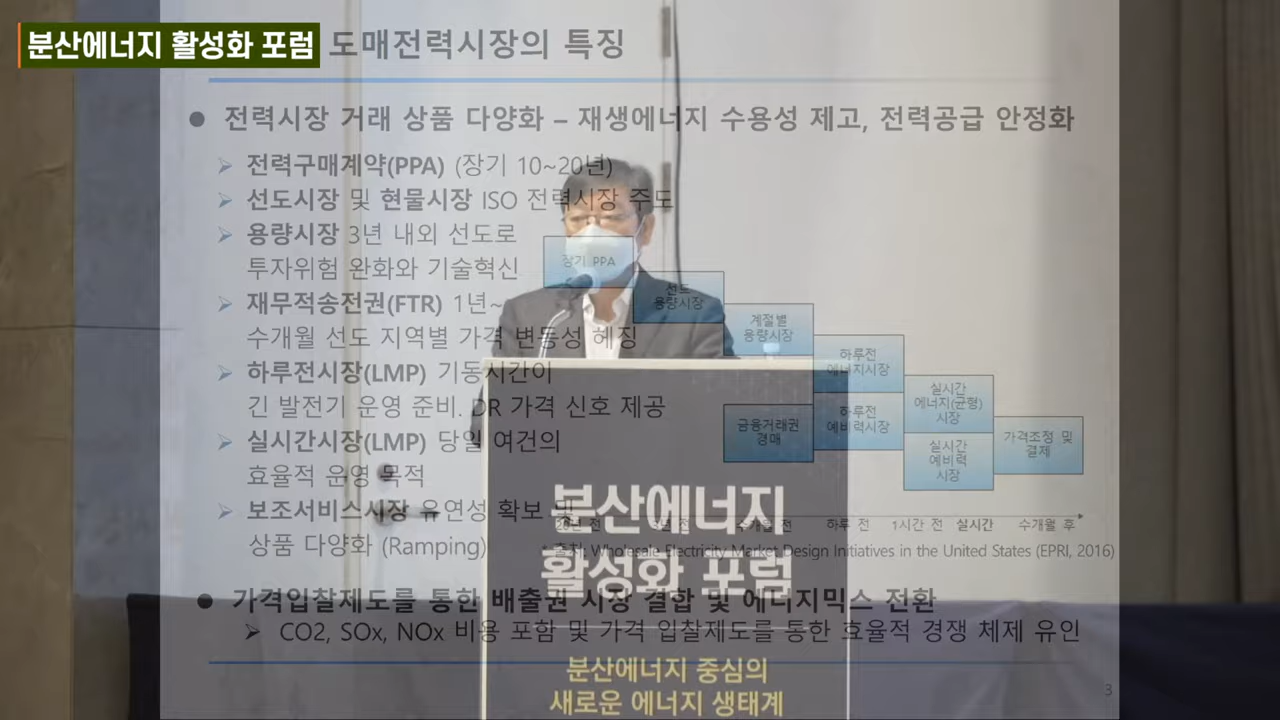 분산에너지 활성화 포럼
도매전력시장의 특징
● 전력시장 거래 상품 다양화 – 재생에너지 수용성 제고, 전력공급 안정화
➢ 전력구매계약(PPA) (장기 10~20년)
➢ 선도시장 및 현물시장 ISO 전력시장 주도
➢ 용량시장 3년 내외 선도로
투자위험 완화와 기술혁신
➢ 재무적송전권(FTR) 1년~
수개월 선도 지역별 가격 변동성 헤징
➢ 하루전시장(LMP) 기동시간이
긴 발전기 운영 준비. DR 가격 신호 제공
➢ 실시간시장(LMP) 당일 여건의
효율적 운영 목적
➢ 보조서비스시장 유연성 확보 및
상품 다양화 (Ramping)
장기 PPA
선도
용량시장
계절별
용량시장
하루전
에너지시장
실시간
에너지(균형)
시장
금융거래권
경매
하루전
예비력시장
실시간
예비력
시장
가격조정 및
결제
20년 전
수개월 전
하루 전
1시간 전
실시간
수개월 후
* 출처: Wholesale Electricity Market Design Initiatives in the United States (EPRI, 2016)
● 가격입찰제도를 통한 배출권 시장 결합 및 에너지믹스 전환
➢ CO2, SOx, NOx 비용 포함 및 가격 입찰제도를 통한 효율적 경쟁 체제 유인
3
분산에너지
활성화 포럼
분산에너지 중심의
새로운 에너지 생태계